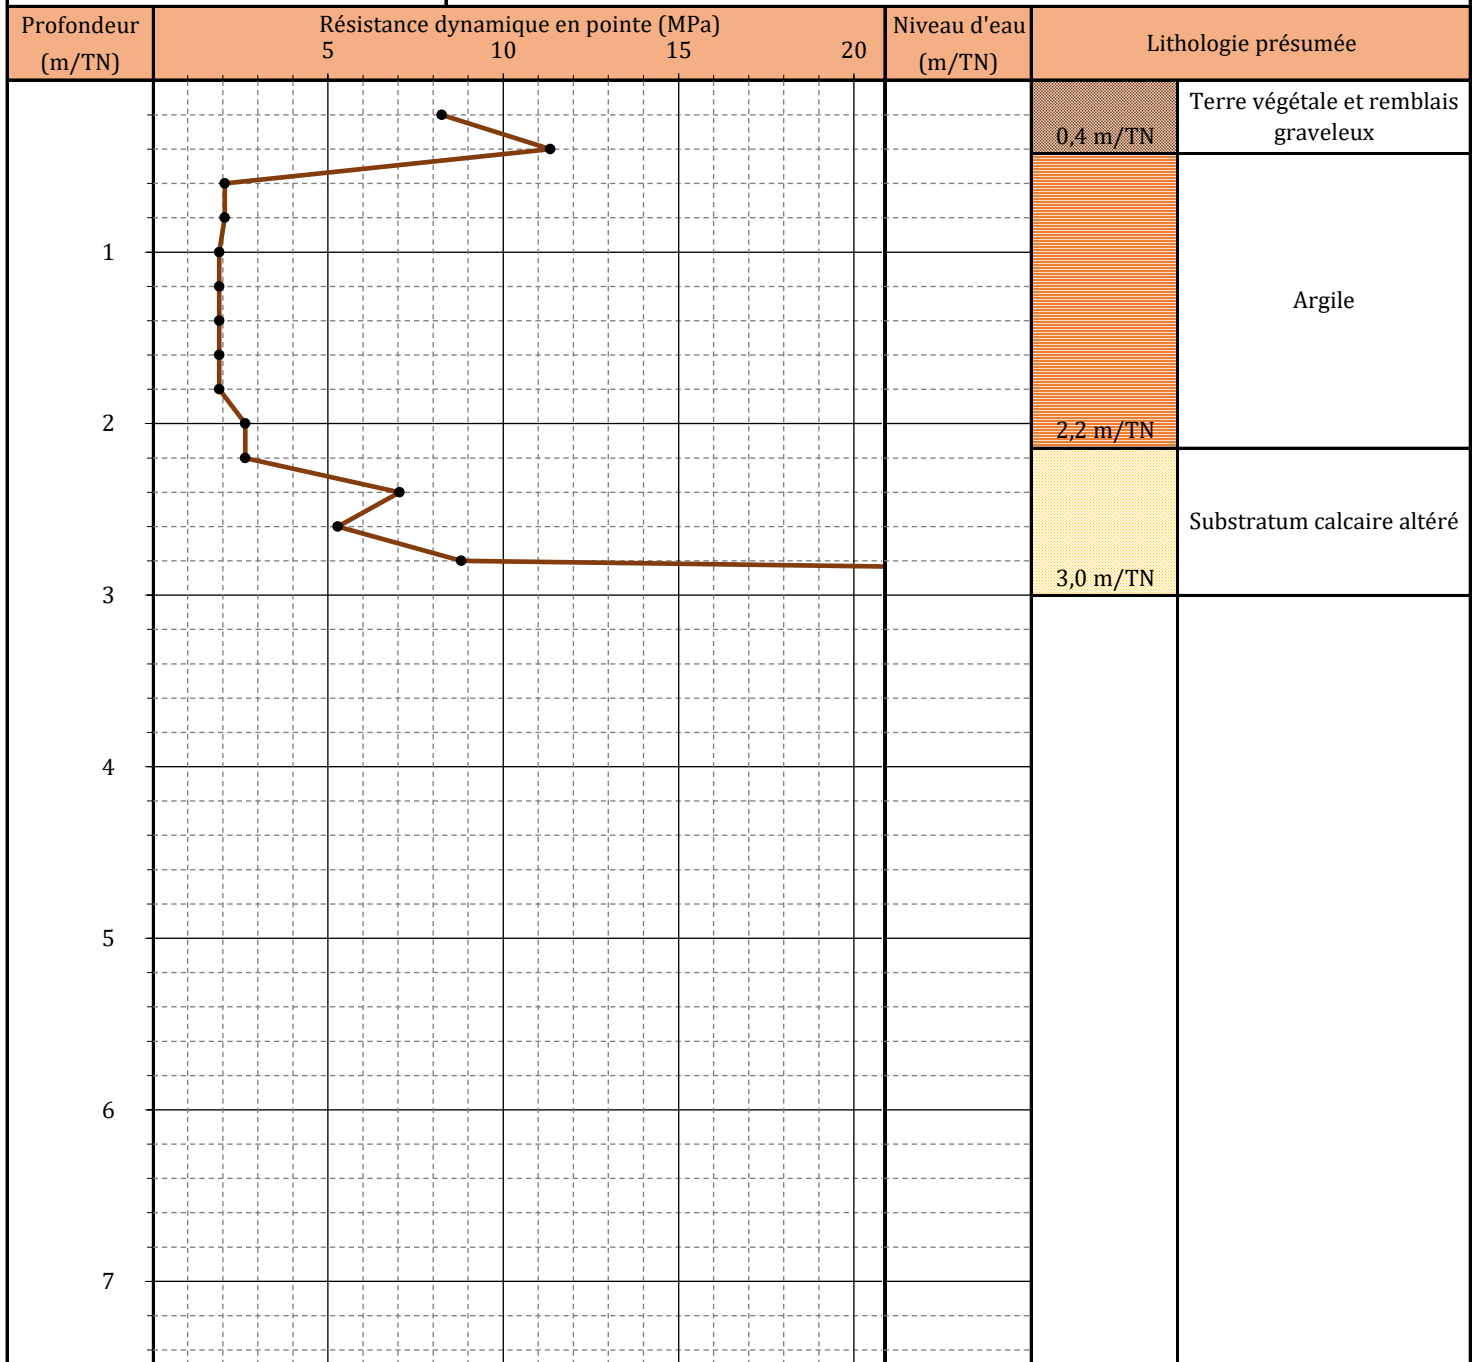 Profondeur
(m/TN)
Résistance dynamique en pointe (MPa)
5 10 15 20
Niveau d'eau
(m/TN)
Lithologie présumée
Terre végétale et remblais
graveleux
0,4 m/TN
1
Argile
2
2,2 m/TN
Substratum calcaire altéré
3,0 m/TN
3
4
5
6
7